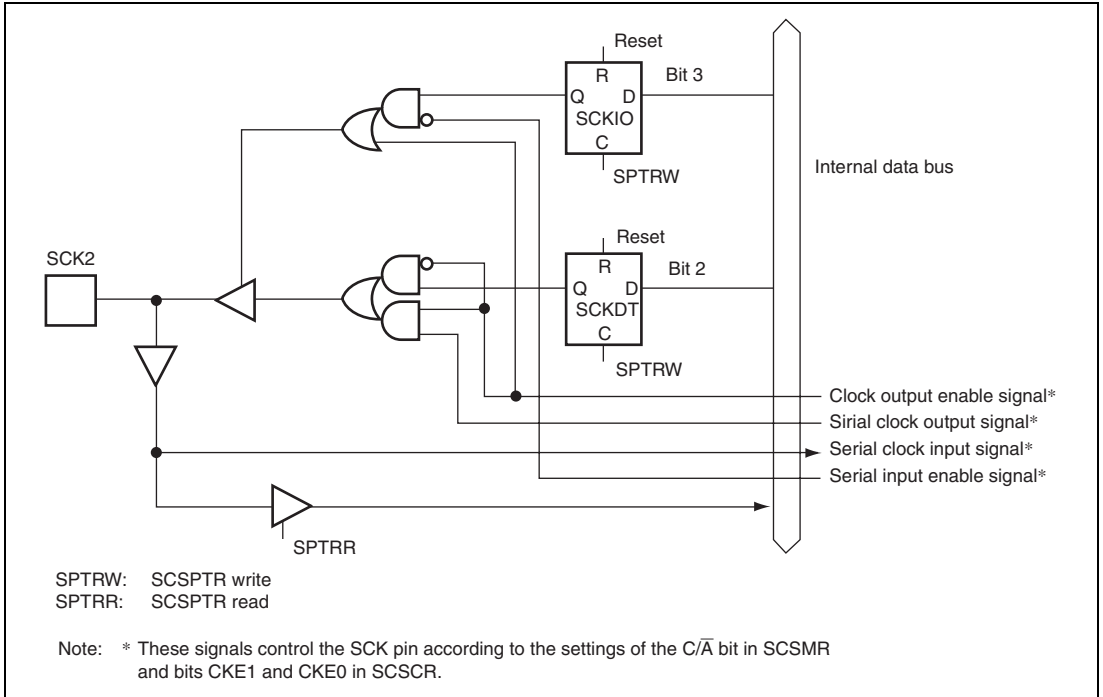 Reset
R
Bit 3
Q D
SCKIO
C
SPTRW
Internal data bus
Reset
R
Bit 2
SCK2
Q D
SCKDT
C
SPTRW
Clock output enable signal*
Sirial clock output signal*
Serial clock input signal*
Serial input enable signal*
SPTRR
SPTRW: SCSPTR write
SPTRR: SCSPTR read
Note: * These signals control the SCK pin according to the settings of the C/A̅ bit in SCSMR
and bits CKE1 and CKE0 in SCSCR.